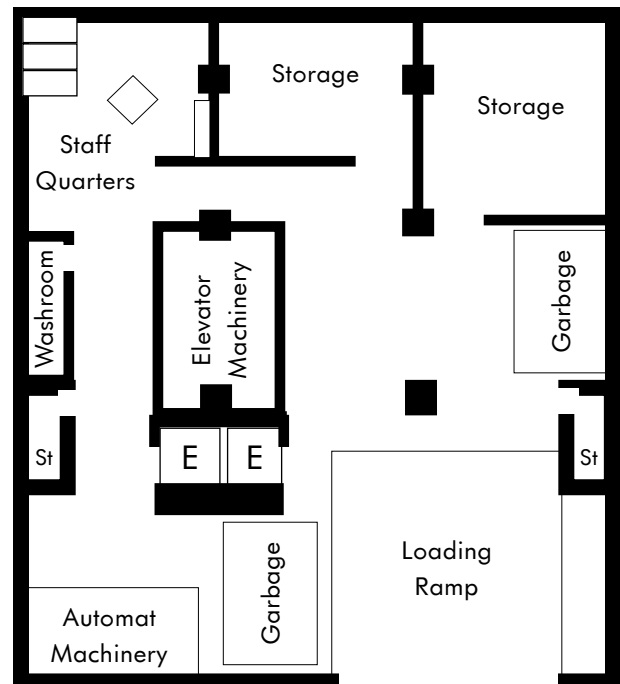 Storage
Storage
Staff
Quarters
Washroom
Elevator
Machinery
Garbage
St
E
E
St
Loading
Ramp
Garbage
Automat
Machinery